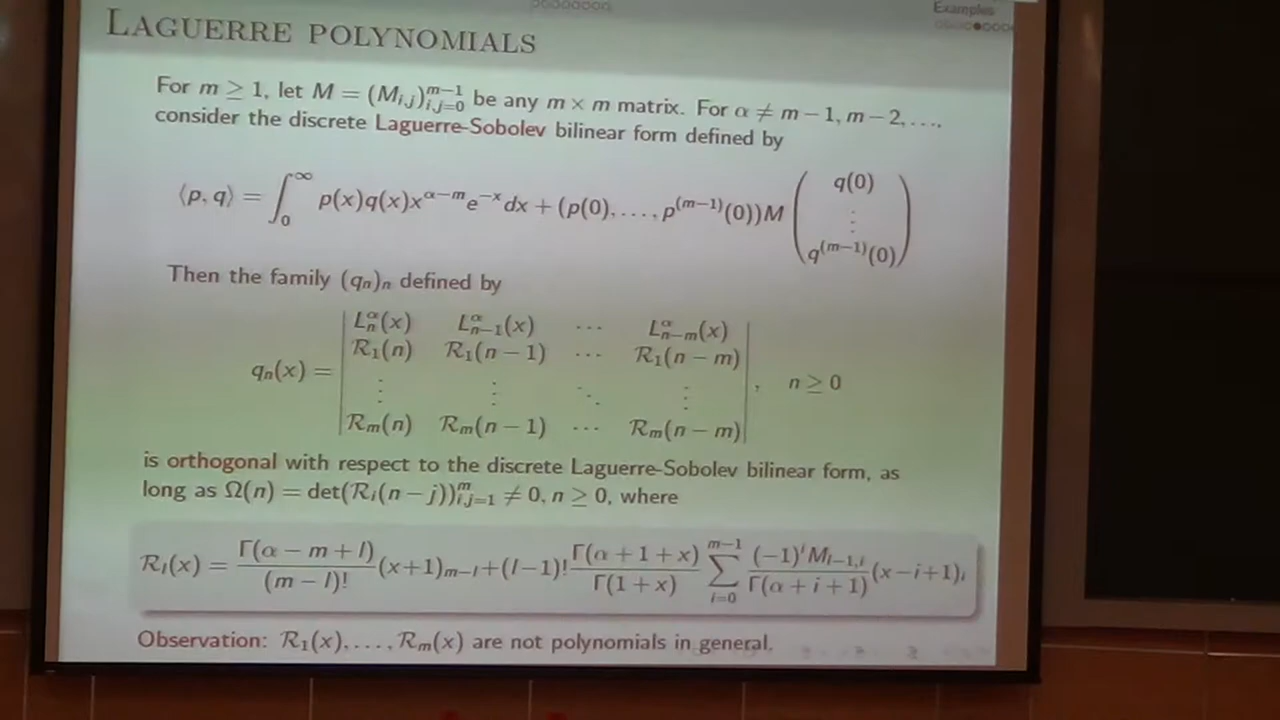 Examples
LAGUERRE POLYNOMIALS
For m ≥ 1, let M = (M_{i,j})_{i,j=0}^{m−1} be any m × m matrix. For α ≠ m − 1, m − 2, ...,
consider the discrete Laguerre-Sobolev bilinear form defined by
⟨p, q⟩ = ∫_0^∞ p(x)q(x)x^{α−m}e^{−x}dx + (p(0), ..., p^{(m−1)}(0))M ( q(0) ⋮ q^{(m−1)}(0) )
Then the family (q_n)_n defined by
q_n(x) = | L_n^α(x) L_{n−1}^α(x) ⋯ L_{n−m}^α(x)
R_1(n) R_1(n − 1) ⋯ R_1(n − m)
⋮ ⋮ ⋱ ⋮
R_m(n) R_m(n − 1) ⋯ R_m(n − m) | , n ≥ 0
is orthogonal with respect to the discrete Laguerre-Sobolev bilinear form, as
long as Ω(n) = det(R_i(n − j))_{i,j=1}^m ≠ 0, n ≥ 0, where
R_l(x) = Γ(α − m + l)/(m − l)! (x+1)_{m−l} + (l−1)! Γ(α + 1 + x)/Γ(1 + x) ∑_{i=0}^{m−1} (−1)^i M_{l−1,i}/Γ(α + i + 1) (x−i+1)_i
Observation: R_1(x), ..., R_m(x) are not polynomials in general.